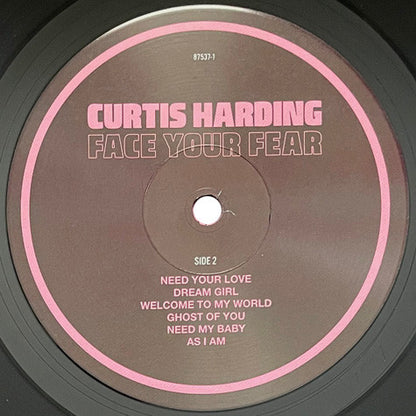 87537-1
CURTIS HARDING
FACE YOUR FEAR
SIDE 2
NEED YOUR LOVE
DREAM GIRL
WELCOME TO MY WORLD
GHOST OF YOU
NEED MY BABY
AS I AM